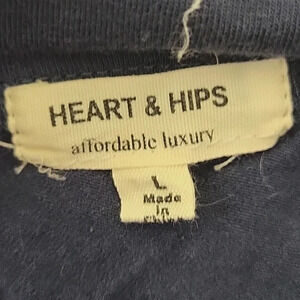 HEART & HIPS
affordable luxury
L
Made
in